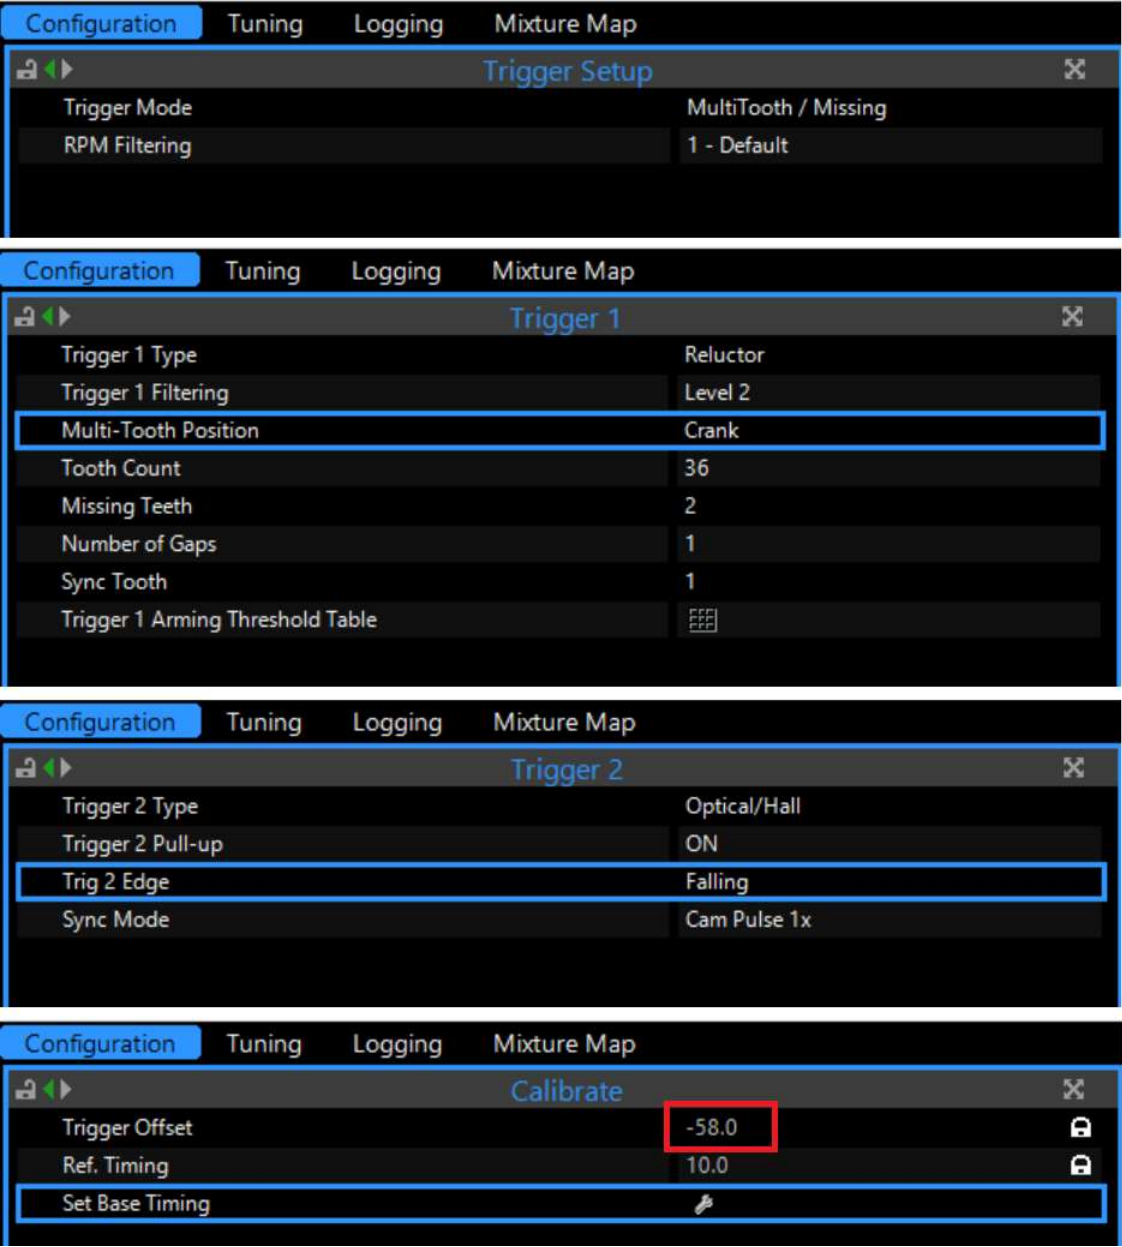 Configuration Tuning Logging Mixture Map
Trigger Setup
Trigger Mode MultiTooth / Missing
RPM Filtering 1 - Default
Configuration Tuning Logging Mixture Map
Trigger 1
Trigger 1 Type Reluctor
Trigger 1 Filtering Level 2
Multi-Tooth Position Crank
Tooth Count 36
Missing Teeth 2
Number of Gaps 1
Sync Tooth 1
Trigger 1 Arming Threshold Table
Configuration Tuning Logging Mixture Map
Trigger 2
Trigger 2 Type Optical/Hall
Trigger 2 Pull-up ON
Trig 2 Edge Falling
Sync Mode Cam Pulse 1x
Configuration Tuning Logging Mixture Map
Calibrate
Trigger Offset -58.0
Ref. Timing 10.0
Set Base Timing